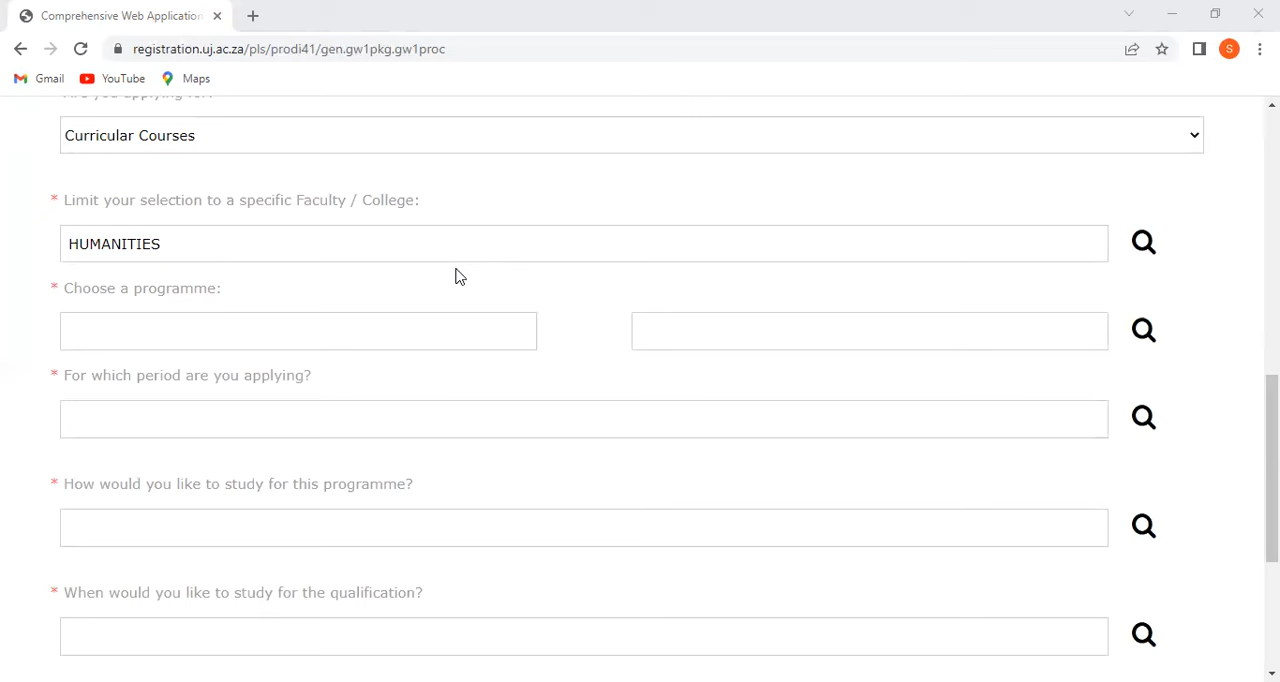 Comprehensive Web Application
registration.uj.ac.za/pls/prodi41/gen.gw1pkg.gw1proc
S
Gmail YouTube Maps
Curricular Courses
* Limit your selection to a specific Faculty / College:
HUMANITIES
* Choose a programme:
* For which period are you applying?
* How would you like to study for this programme?
* When would you like to study for the qualification?